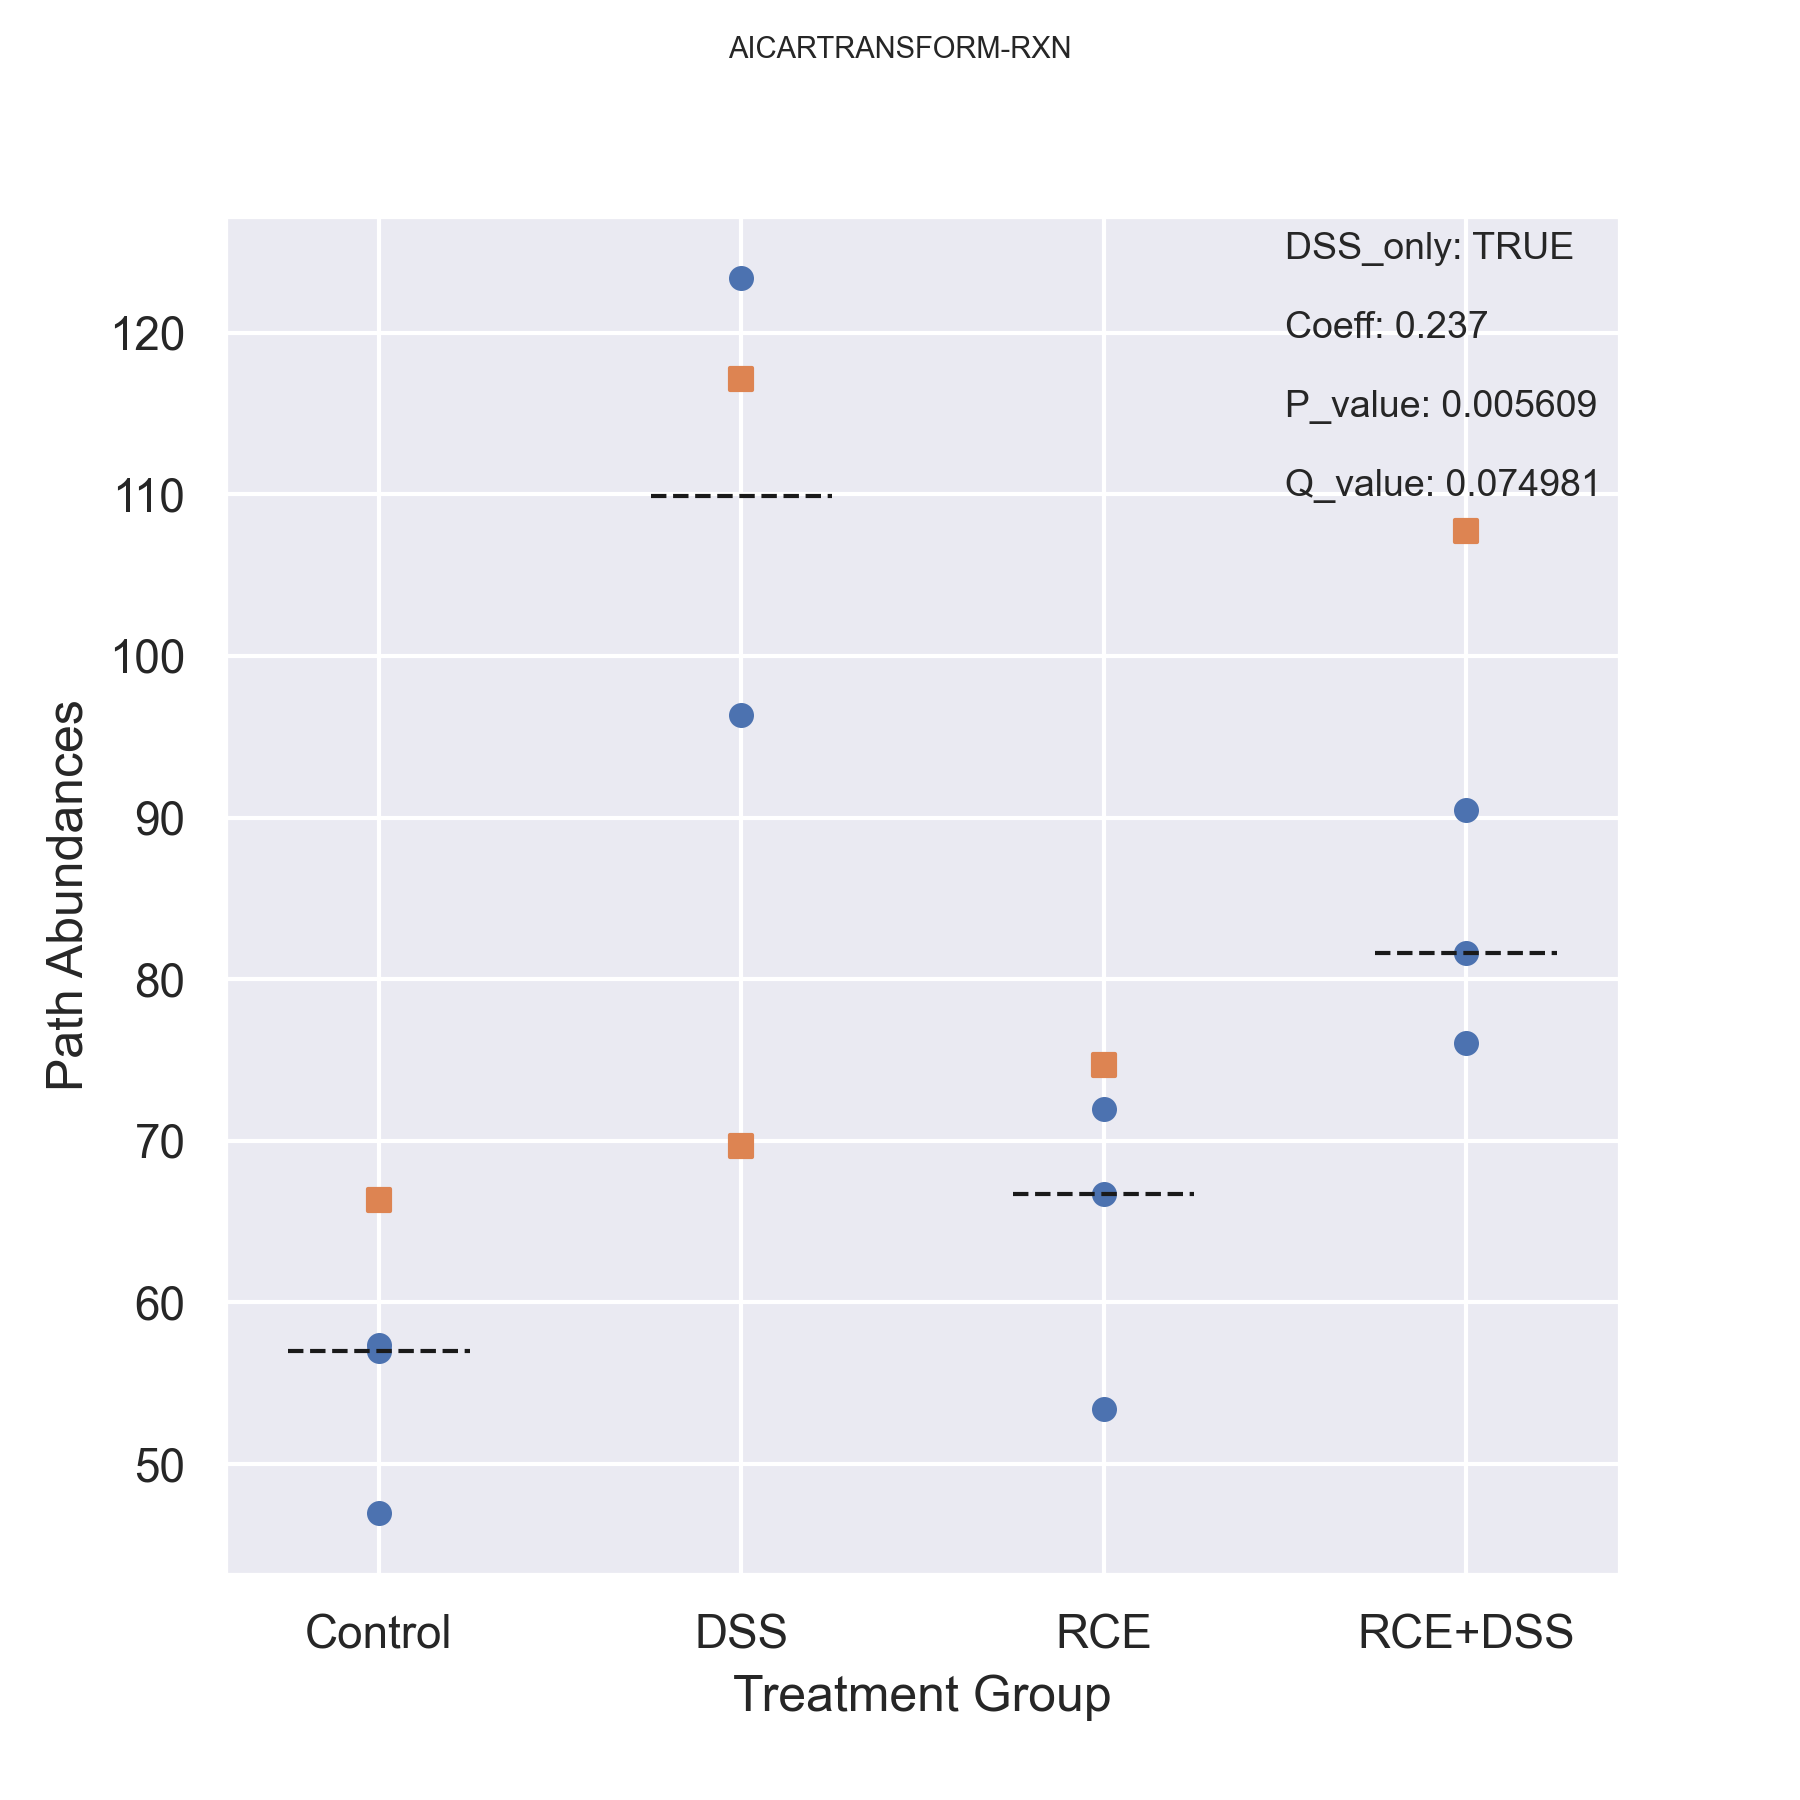 AICARTRANSFORM-RXN
DSS_only: TRUE
Coeff: 0.237
P_value: 0.005609
Q_value: 0.074981
120
110
100
90
80
70
60
50
Path Abundances
Control DSS RCE RCE+DSS
Treatment Group